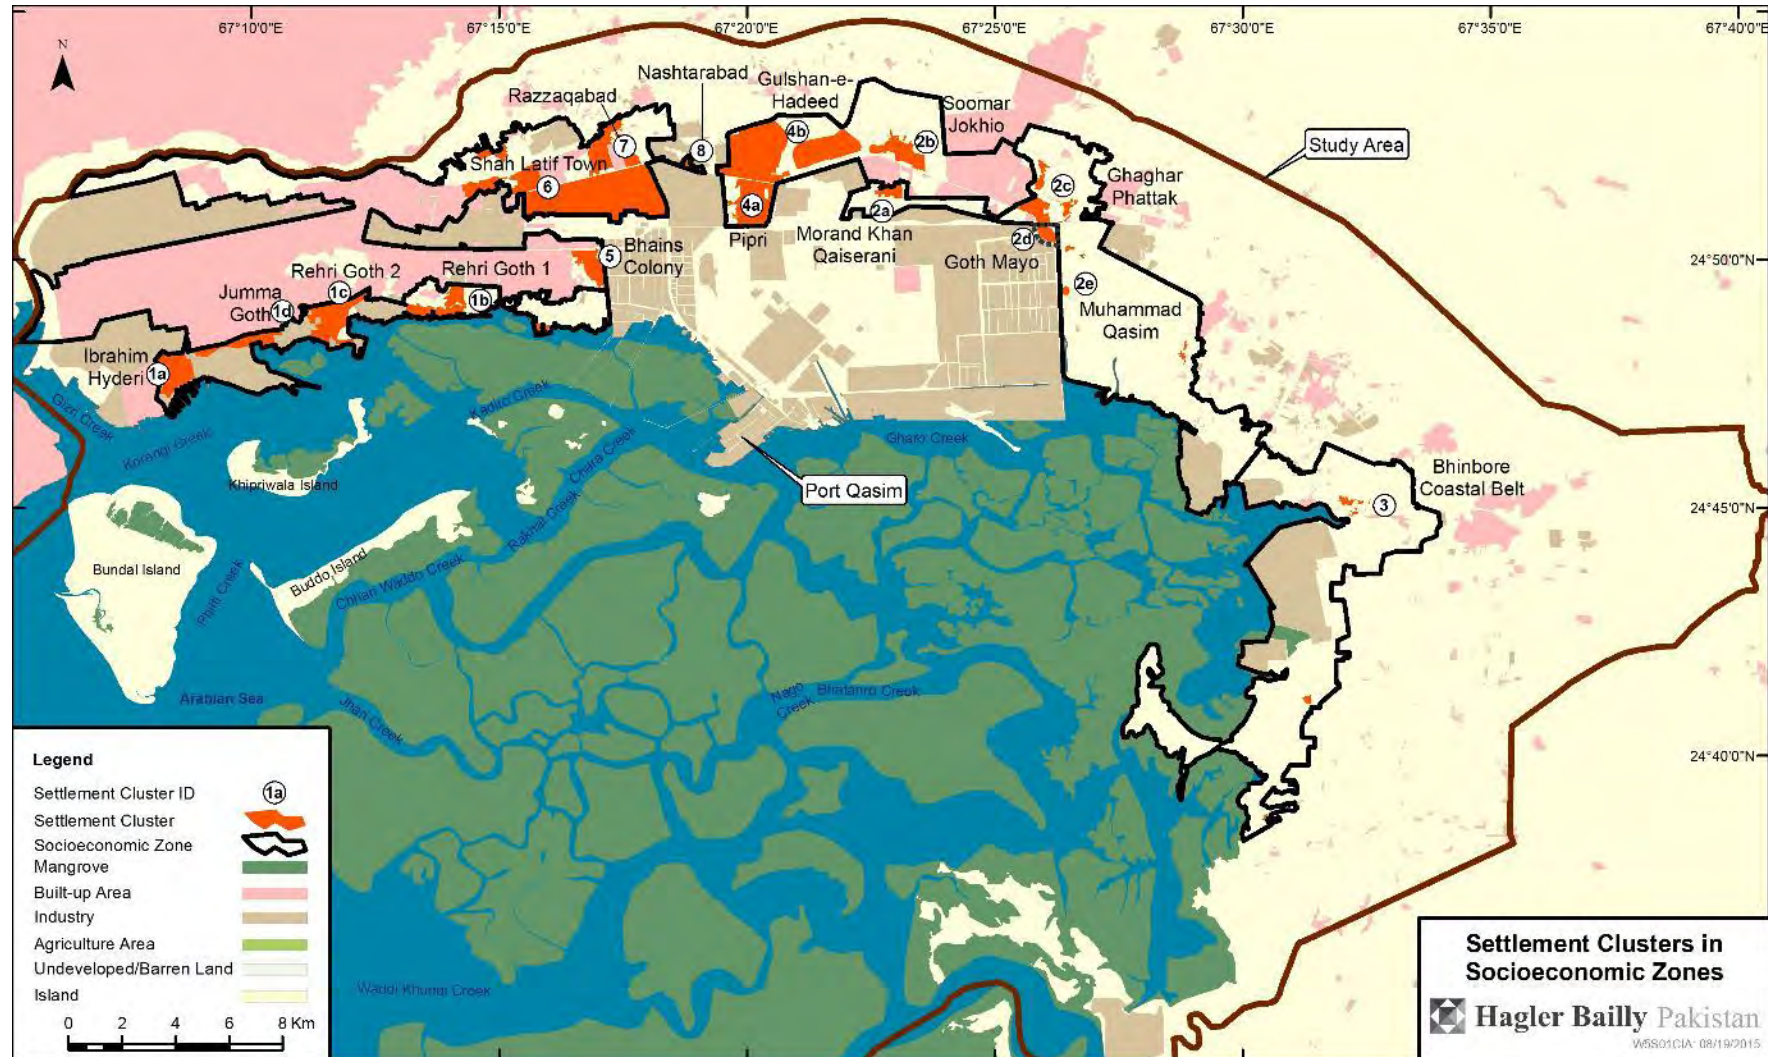 67°10'0"E
67°15'0"E
67°20'0"E
67°25'0"E
67°30'0"E
67°35'0"E
67°40'0"E
N
Nashtarabad
Razzaqabad
Gulshan-e-
Hadeed
Soomar
Jokhio
Study Area
4b
2b
7
8
Shah Latif Town
6
2c
Ghaghar
Phattak
4a
2a
Pipri
Morand Khan
Qaiserani
2d
Goth Mayo
Bhains
Colony
5
24°50'0"N
Rehri Goth 2
Rehri Goth 1
1c
1b
Jumma
Goth
1d
2e
Muhammad
Qasim
Ibrahim
Hyderi
1a
Gizri Creek
Korangi Creek
Kadiro Creek
Chara Creek
Gharo Creek
Khipriwala Island
Port Qasim
Bhinbore
Coastal Belt
3
24°45'0"N
Raknal Creek
Bundal Island
Buddo Island
Chhan Waddo Creek
Phitti Creek
Arabian Sea
Jhari Creek
Nago
Creek
Bhatanro Creek
24°40'0"N
Legend
Settlement Cluster ID
1a
Settlement Cluster
Socioeconomic Zone
Mangrove
Built-up Area
Industry
Agriculture Area
Undeveloped/Barren Land
Island
0 2 4 6 8 Km
Waddi Khuddi Creek
Settlement Clusters in
Socioeconomic Zones
Hagler Bailly Pakistan
W5S01CIA: 08/19/2015